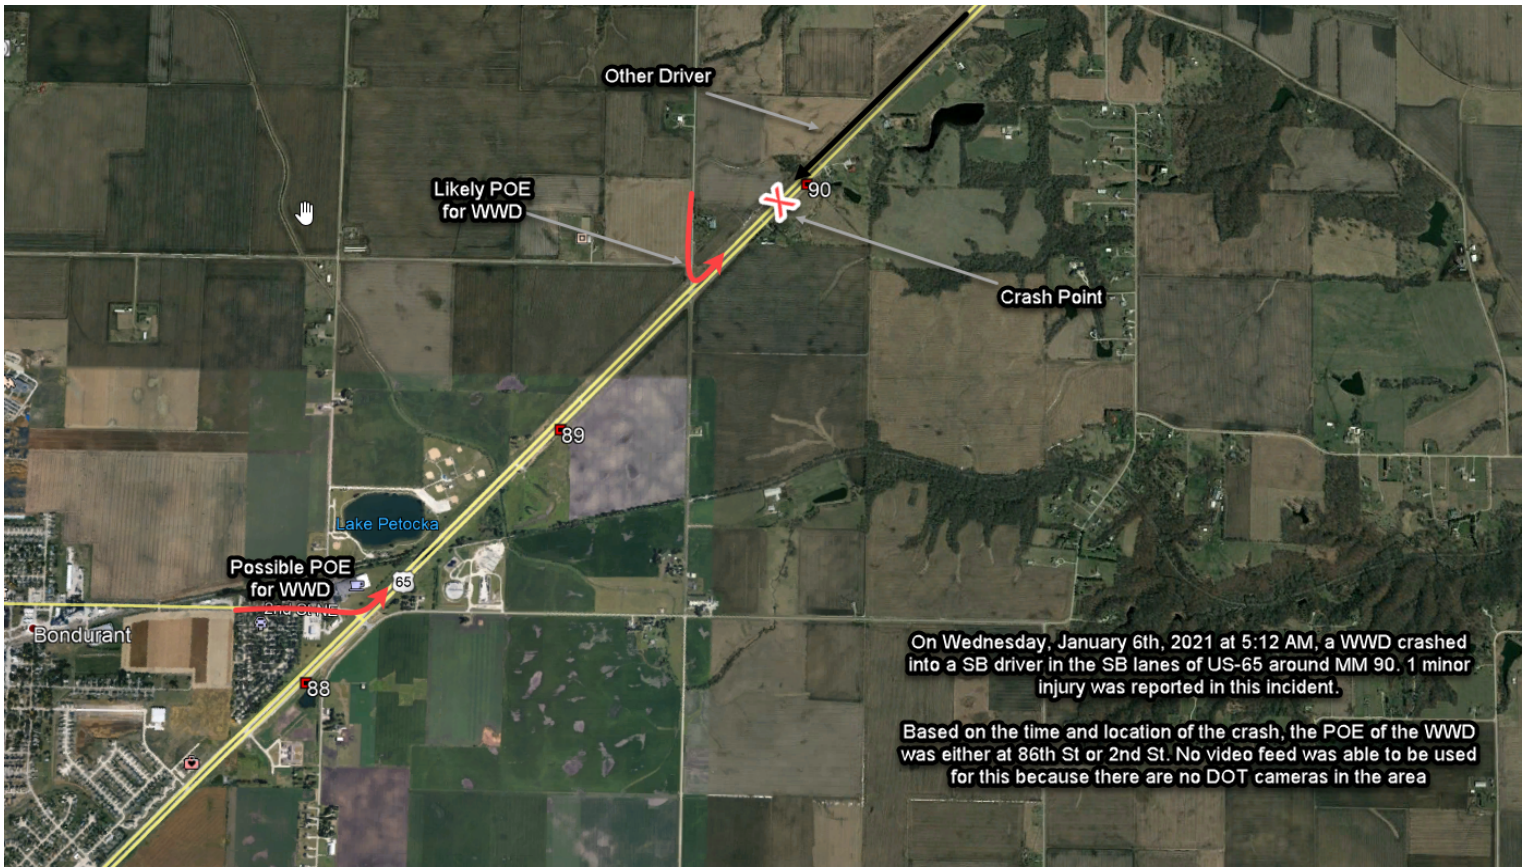 Other Driver
Likely POE
for WWD
90
Crash Point
89
Lake Petocka
Possible POE
for WWD
65
2nd St NE
Bondurant
88
On Wednesday, January 6th, 2021 at 5:12 AM, a WWD crashed
into a SB driver in the SB lanes of US-65 around MM 90. 1 minor
injury was reported in this incident.
Based on the time and location of the crash, the POE of the WWD
was either at 86th St or 2nd St. No video feed was able to be used
for this because there are no DOT cameras in the area